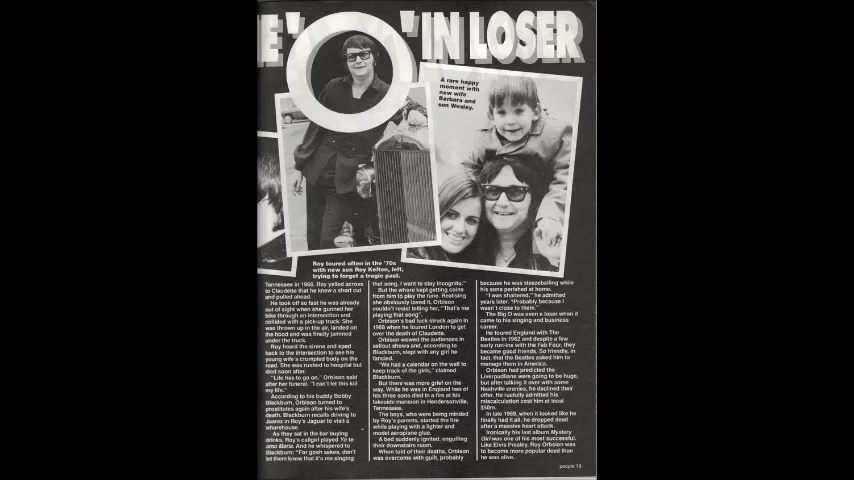 E 'O' IN LOSER
A rare happy
moment with
new wife
Barbara and
son Wesley.
Roy toured often in the '70s
with new son Roy Kelton, left,
trying to forget a tragic past.
Tennessee in 1966, Roy yelled across
to Claudette that he knew a short cut
and pulled ahead.
He took off so fast he was already
out of sight when she gunned her
bike through an intersection and
collided with a pick-up truck. She
was thrown up in the air, landed on
the hood and was finally jammed
under the truck.
Roy heard the sirens and sped
back to the intersection to see his
young wife's crumpled body on the
road. She was rushed to hospital but
died soon after.
"Life has to go on," Orbison said
after her funeral. "I can't let this kill
my life."
According to his buddy Bobby
Blackburn, Orbison turned to
prostitutes again after his wife's
death. Blackburn recalls driving to
Juarez in Roy's Jaguar to visit a
whorehouse.
As they sat in the bar buying
drinks, Roy's callgirl played Yo te
amo Maria. And he whispered to
Blackburn: "For gosh sakes, don't
let them know that it's me singing
that song. I want to stay incognito."
But the whore kept getting coins
from him to play the tune. Realising
she obviously loved it, Orbison
couldn't resist telling her, "That's me
playing that song".
Orbison's bad luck struck again in
1968 when he toured London to get
over the death of Claudette.
Orbison wowed the audiences in
sellout shows and, according to
Blackburn, slept with any girl he
fancied.
"We had a calendar on the wall to
keep track of the girls," claimed
Blackburn.
But there was more grief on the
way. While he was in England two of
his three sons died in a fire at his
lakeside mansion in Hendersonville,
Tennessee.
The boys, who were being minded
by Roy's parents, started the fire
while playing with a lighter and
model aeroplane glue.
A bed suddenly ignited, engulfing
their downstairs room.
When told of their deaths, Orbison
was overcome with guilt, probably
because he was sleazeballing while
his sons perished at home.
"I was shattered," he admitted
years later. "Probably because I
wasn't close to them."
The Big O was even a loser when it
came to his singing and business
career.
He toured England with The
Beatles in 1962 and despite a few
early run-ins with the Fab Four, they
became good friends. So friendly, in
fact, that the Beatles asked him to
manage them in America.
Orbison had predicted the
Liverpudlians were going to be huge,
but after talking it over with some
Nashville cronies, he declined their
offer. He ruefully admitted his
miscalculation cost him at least
$50m.
In late 1988, when it looked like he
finally had it all, he dropped dead
after a massive heart attack.
Ironically his last album Mystery
Girl was one of his most successful.
Like Elvis Presley, Roy Orbison was
to become more popular dead than
he was alive.
people 13